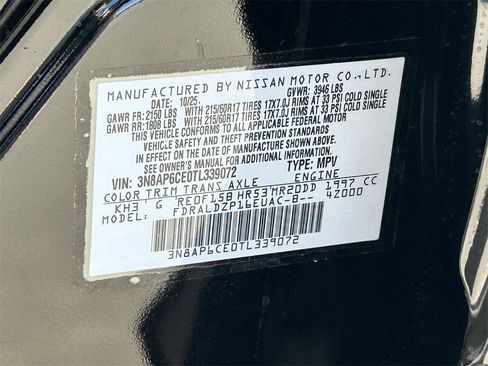 MANUFACTURED BY NISSAN MOTOR CO., LTD.
DATE: 10/25 GVWR: 3946 LBS
GAWR FR: 2150 LBS WITH 215/60R17 TIRES 17X7.0J RIMS AT 33 PSI COLD SINGLE
GAWR RR: 1808 LBS WITH 215/60R17 TIRES 17X7.0J RIMS AT 33 PSI COLD SINGLE
THIS VEHICLE CONFORMS TO ALL APPLICABLE FEDERAL MOTOR
VEHICLE SAFETY AND THEFT PREVENTION STANDARDS
IN EFFECT ON THE DATE OF MANUFACTURE SHOWN ABOVE.
SEE OWNER'S MANUAL FOR ADDITIONAL INFORMATION
VIN: 3N8AP6CE0TL339072 TYPE: MPV
COLOR TRIM TRANS AXLE ENGINE
KH3 G RE0F15B HR53 MR20DD 1997 CC
MODEL: FDRALDZP16EUAC-B-- 42000
3N8AP6CE0TL339072